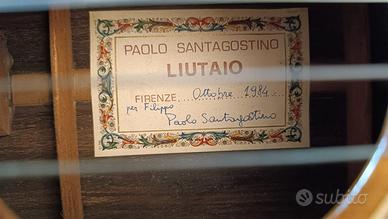 PAOLO SANTAGOSTINO
LIUTAIO
FIRENZE, Ottobre 1984
per Filippo
Paolo Santagostino
subito